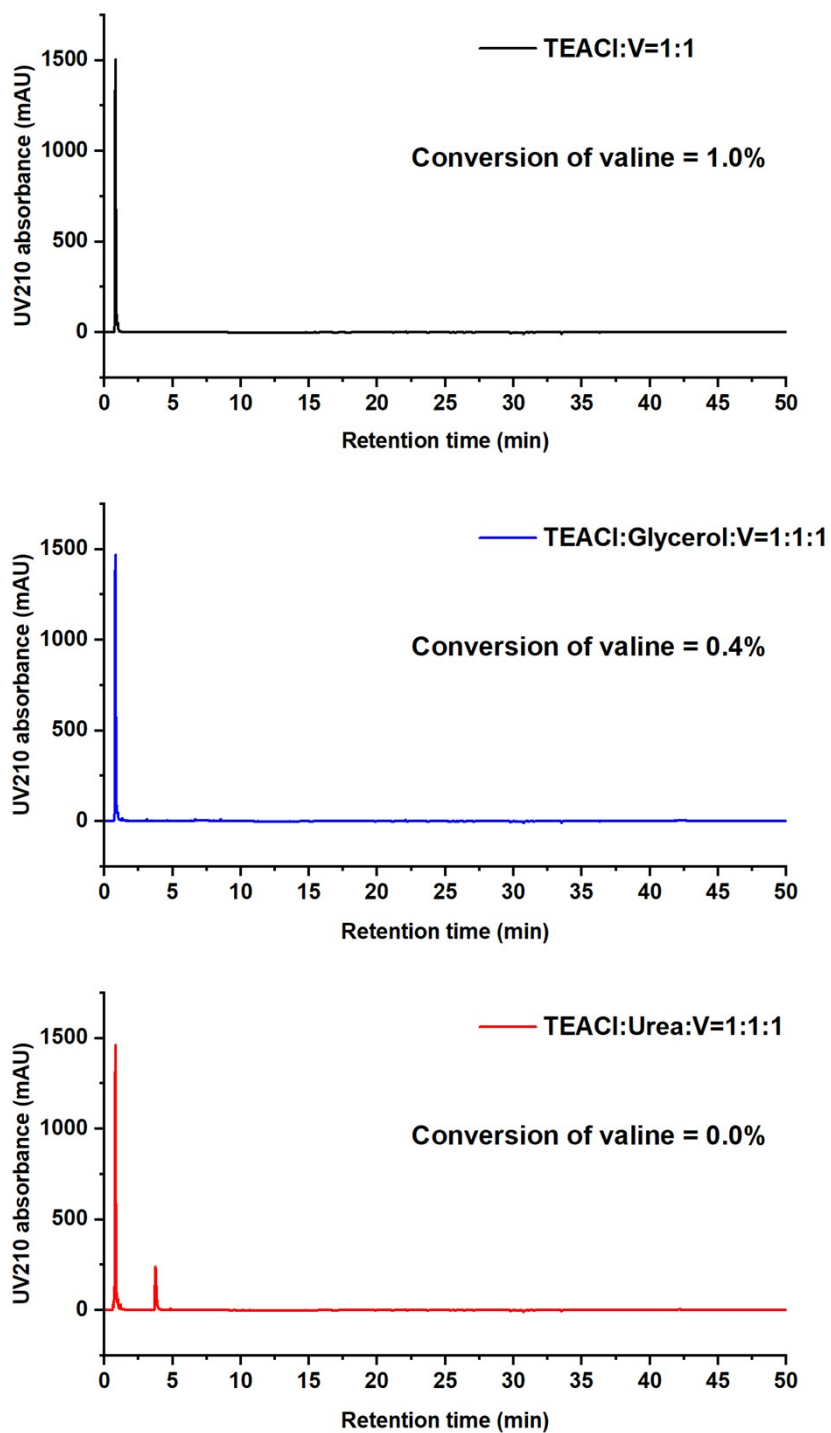 TEACl:V=1:1
Conversion of valine = 1.0%
UV210 absorbance (mAU)
1500
1000
500
0
0 5 10 15 20 25 30 35 40 45 50
Retention time (min)
TEACl:Glycerol:V=1:1:1
Conversion of valine = 0.4%
UV210 absorbance (mAU)
1500
1000
500
0
0 5 10 15 20 25 30 35 40 45 50
Retention time (min)
TEACl:Urea:V=1:1:1
Conversion of valine = 0.0%
UV210 absorbance (mAU)
1500
1000
500
0
0 5 10 15 20 25 30 35 40 45 50
Retention time (min)